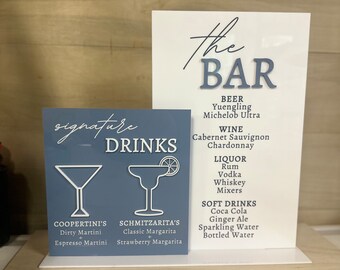 the
BAR
BEER
Yuengling
Michelob Ultra
WINE
Cabernet Sauvignon
Chardonnay
LIQUOR
Rum
Vodka
Whiskey
Mixers
SOFT DRINKS
Coca Cola
Ginger Ale
Sparkling Water
Bottled Water
signature
DRINKS
COOPERTINI'S
Dirty Martini
+
Espresso Martini
SCHMITZARITA'S
Classic Margarita
+
Strawberry Margarita